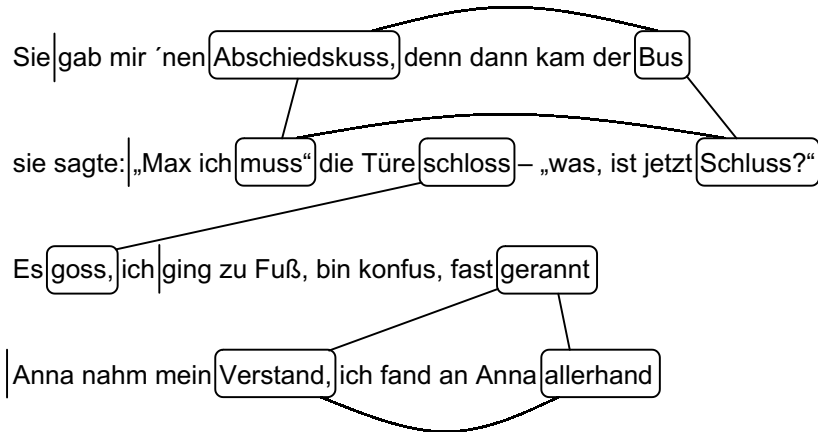 Sie gab mir ´nen Abschiedskuss, denn dann kam der Bus
sie sagte: „Max ich muss“ die Türe schloss – „was, ist jetzt Schluss?“
Es goss, ich ging zu Fuß, bin konfus, fast gerannt
Anna nahm mein Verstand, ich fand an Anna allerhand